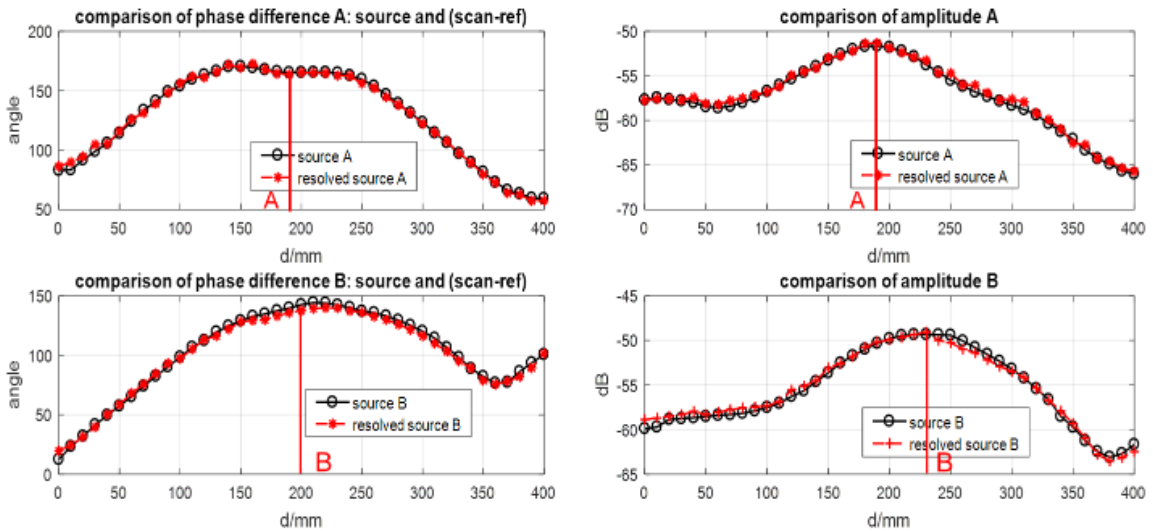 comparison of phase difference A: source and (scan-ref)
200
150
100
50
angle
source A
resolved source A
A
0 50 100 150 200 250 300 350 400
d/mm
comparison of amplitude A
-50
-55
-60
-65
-70
dB
source A
resolved source A
A
0 50 100 150 200 250 300 350 400
d/mm
comparison of phase difference B: source and (scan-ref)
150
100
50
0
angle
source B
resolved source B
B
0 50 100 150 200 250 300 350 400
d/mm
comparison of amplitude B
-45
-50
-55
-60
-65
dB
source B
resolved source B
B
0 50 100 150 200 250 300 350 400
d/mm